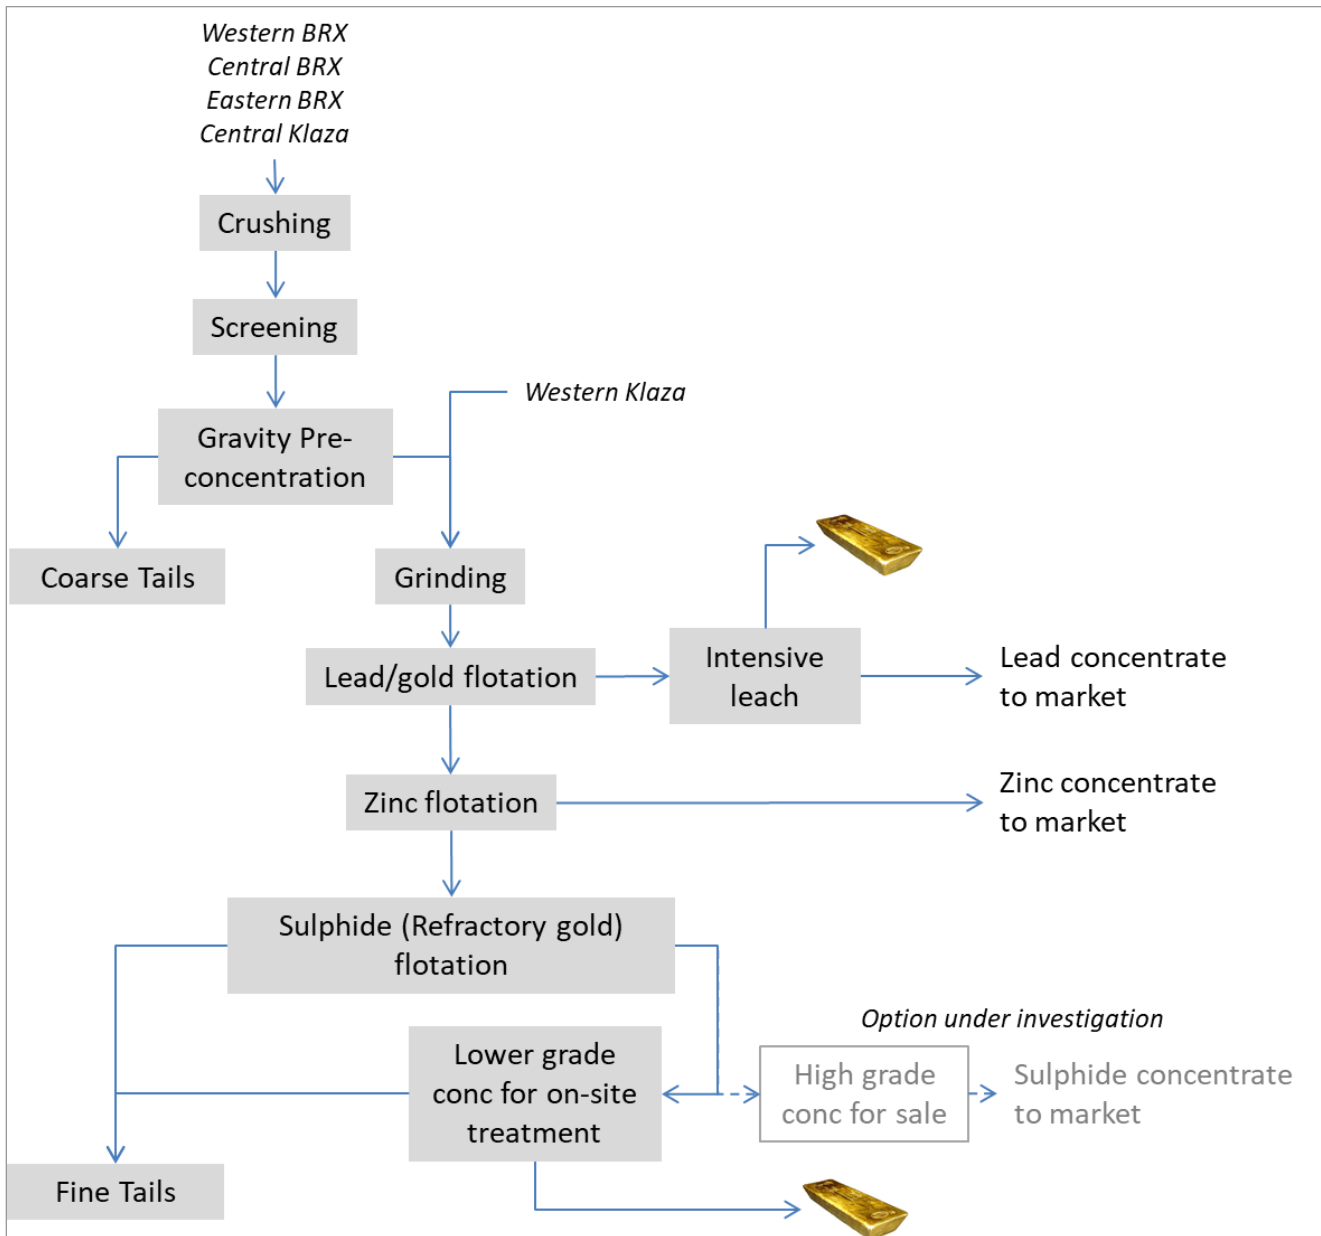 Western BRX
Central BRX
Eastern BRX
Central Klaza
Crushing
Screening
Western Klaza
Gravity Pre-
concentration
Coarse Tails
Grinding
Lead/gold flotation
Intensive
leach
Lead concentrate
to market
Zinc flotation
Zinc concentrate
to market
Sulphide (Refractory gold)
flotation
Option under investigation
Lower grade
conc for on-site
treatment
High grade
conc for sale
Sulphide concentrate
to market
Fine Tails